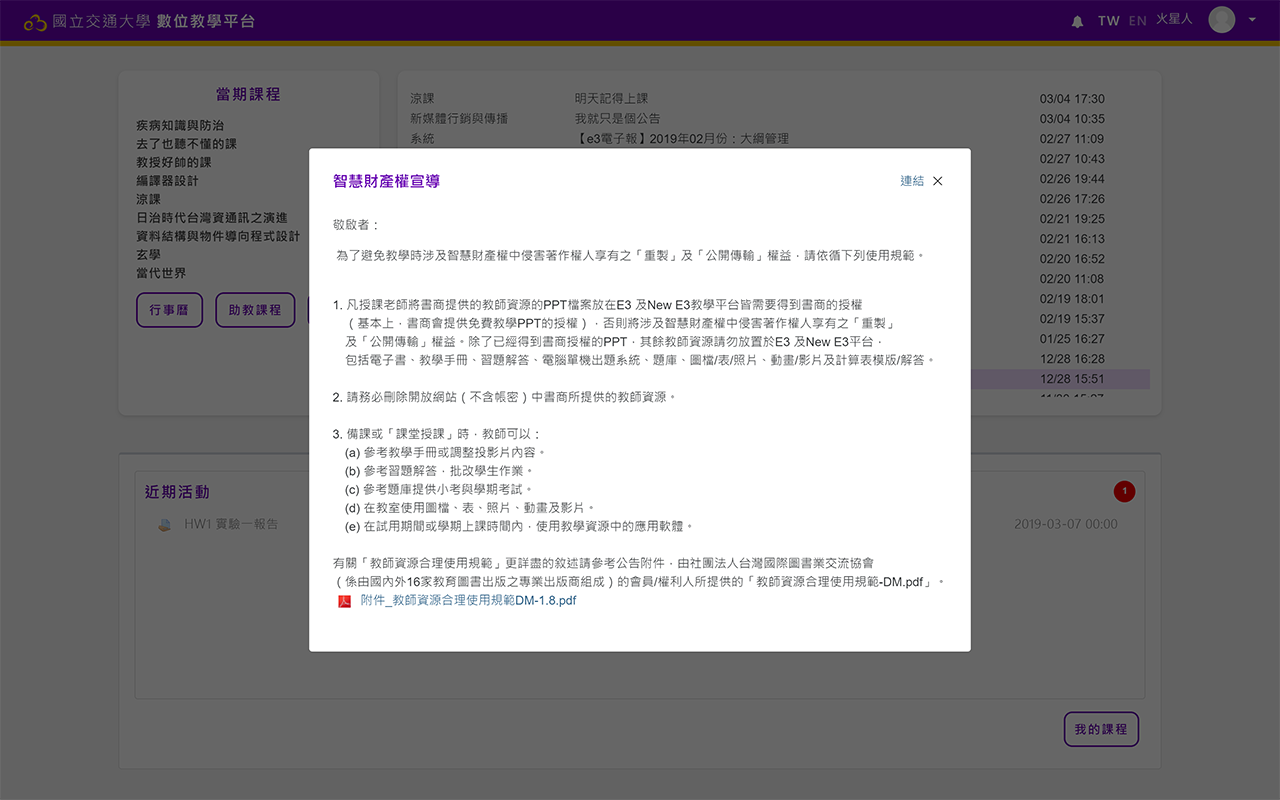 國立交通大學 數位教學平台
TW EN 火星人
當期課程
疾病知識與防治
去了也聽不懂的課
教授好帥的課
編譯器設計
涼課
日治時代台灣資通訊之演進
資料結構與物件導向程式設計
玄學
當代世界
行事曆 助教課程
涼課 明天記得上課 03/04 17:30
新媒體行銷與傳播 我就只是個公告 03/04 10:35
系統 【e3電子報】2019年02月份：大綱管理 02/27 11:09
02/27 10:43
02/26 19:44
02/26 17:26
02/21 19:25
02/21 16:13
02/20 16:52
02/20 11:08
02/19 18:01
02/19 15:37
01/25 16:27
12/28 16:28
12/28 15:51
智慧財產權宣導 連結
敬啟者：
為了避免教學時涉及智慧財產權中侵害著作權人享有之「重製」及「公開傳輸」權益，請依循下列使用規範。
1. 凡授課老師將書商提供的教師資源的PPT檔案放在E3 及New E3教學平台皆需要得到書商的授權
（基本上，書商會提供免費教學PPT的授權），否則將涉及智慧財產權中侵害著作權人享有之「重製」
及「公開傳輸」權益。除了已經得到書商授權的PPT，其餘教師資源請勿放置於E3 及New E3平台，
包括電子書、教學手冊、習題解答、電腦單機出題系統、題庫、圖檔/表/照片、動畫/影片及計算表模版/解答。
2. 請務必刪除開放網站（不含帳密）中書商所提供的教師資源。
3. 備課或「課堂授課」時，教師可以：
(a) 參考教學手冊或調整投影片內容。
(b) 參考習題解答，批改學生作業。
(c) 參考題庫提供小考與學期考試。
(d) 在教室使用圖檔、表、照片、動畫及影片。
(e) 在試用期間或學期上課時間內，使用教學資源中的應用軟體。
有關「教師資源合理使用規範」更詳盡的敘述請參考公告附件，由社團法人台灣國際圖書業交流協會
（係由國內外16家教育圖書出版之專業出版商組成）的會員/權利人所提供的「教師資源合理使用規範-DM.pdf」。
附件_教師資源合理使用規範DM-1.8.pdf
近期活動 1
HW1 實驗一報告 2019-03-07 00:00
我的課程